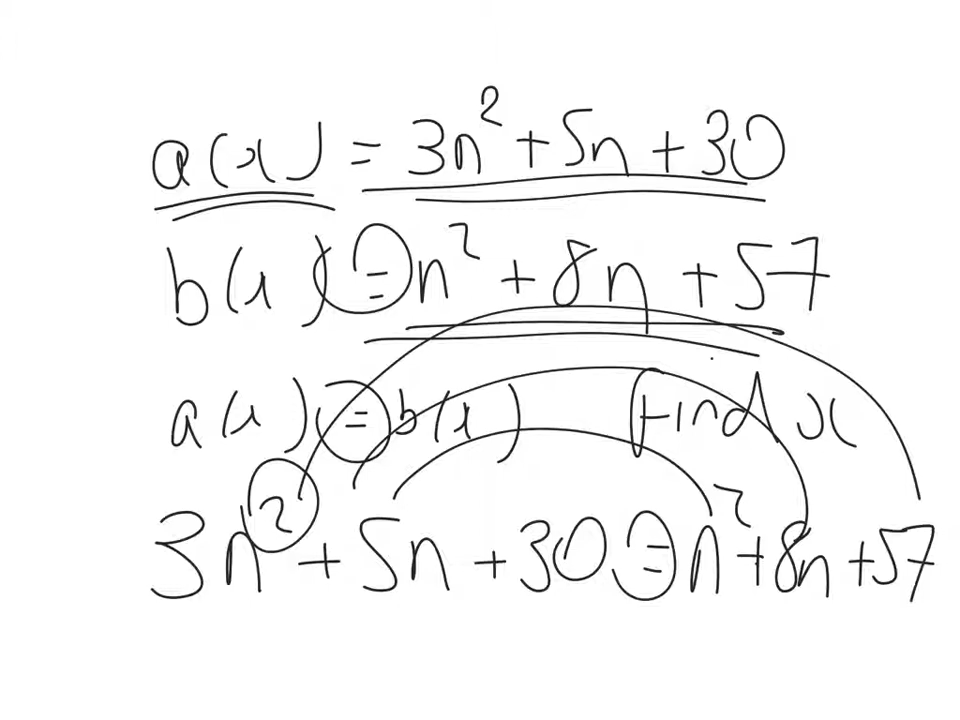 a(x) = 3n² + 5n + 30
b(x) = n² + 8n + 57
a(x) = b(x) Find x
3n² + 5n + 30 = n² + 8n + 57